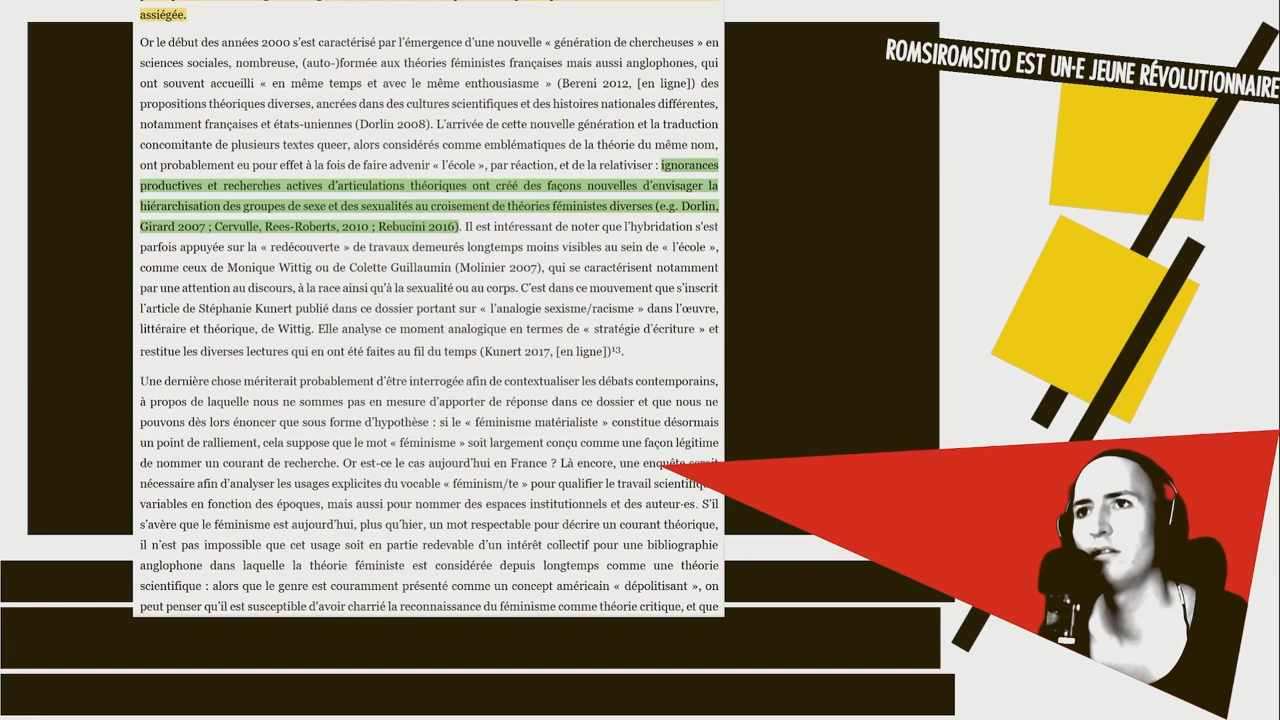 assiégée.
Or le début des années 2000 s'est caractérisé par l'émergence d'une nouvelle « génération de chercheuses » en
sciences sociales, nombreuse, (auto-)formée aux théories féministes françaises mais aussi anglophones, qui
ont souvent accueilli « en même temps et avec le même enthousiasme » (Bereni 2012, [en ligne]) des
propositions théoriques diverses, ancrées dans des cultures scientifiques et des histoires nationales différentes,
notamment françaises et états-uniennes (Dorlin 2008). L'arrivée de cette nouvelle génération et la traduction
concomitante de plusieurs textes queer, alors considérés comme emblématiques de la théorie du même nom,
ont probablement eu pour effet à la fois de faire advenir « l'école », par réaction, et de la relativiser : ignorances
productives et recherches actives d'articulations théoriques ont créé des façons nouvelles d'envisager la
hiérarchisation des groupes de sexe et des sexualités au croisement de théories féministes diverses (e.g. Dorlin,
Girard 2007 ; Cervulle, Rees-Roberts, 2010 ; Rebucini 2016). Il est intéressant de noter que l'hybridation s'est
parfois appuyée sur la « redécouverte » de travaux demeurés longtemps moins visibles au sein de « l'école »,
comme ceux de Monique Wittig ou de Colette Guillaumin (Molinier 2007), qui se caractérisent notamment
par une attention au discours, à la race ainsi qu'à la sexualité ou au corps. C'est dans ce mouvement que s'inscrit
l'article de Stéphanie Kunert publié dans ce dossier portant sur « l'analogie sexisme/racisme » dans l'œuvre,
littéraire et théorique, de Wittig. Elle analyse ce moment analogique en termes de « stratégie d'écriture » et
restitue les diverses lectures qui en ont été faites au fil du temps (Kunert 2017, [en ligne])¹³.
Une dernière chose mériterait probablement d'être interrogée afin de contextualiser les débats contemporains,
à propos de laquelle nous ne sommes pas en mesure d'apporter de réponse dans ce dossier et que nous ne
pouvons dès lors énoncer que sous forme d'hypothèse : si le « féminisme matérialiste » constitue désormais
un point de ralliement, cela suppose que le mot « féminisme » soit largement conçu comme une façon légitime
de nommer un courant de recherche. Or est-ce le cas aujourd'hui en France ? Là encore, une enquête serait
nécessaire afin d'analyser les usages explicites du vocable « féminism/te » pour qualifier le travail scientifique,
variables en fonction des époques, mais aussi pour nommer des espaces institutionnels et des auteur·es. S'il
s'avère que le féminisme est aujourd'hui, plus qu'hier, un mot respectable pour décrire un courant théorique,
il n'est pas impossible que cet usage soit en partie redevable d'un intérêt collectif pour une bibliographie
anglophone dans laquelle la théorie féministe est considérée depuis longtemps comme une théorie
scientifique : alors que le genre est couramment présenté comme un concept américain « dépolitisant », on
peut penser qu'il est susceptible d'avoir charrié la reconnaissance du féminisme comme théorie critique, et que
ROMSIROMSITO EST UN·E JEUNE RÉVOLUTIONNAIRE